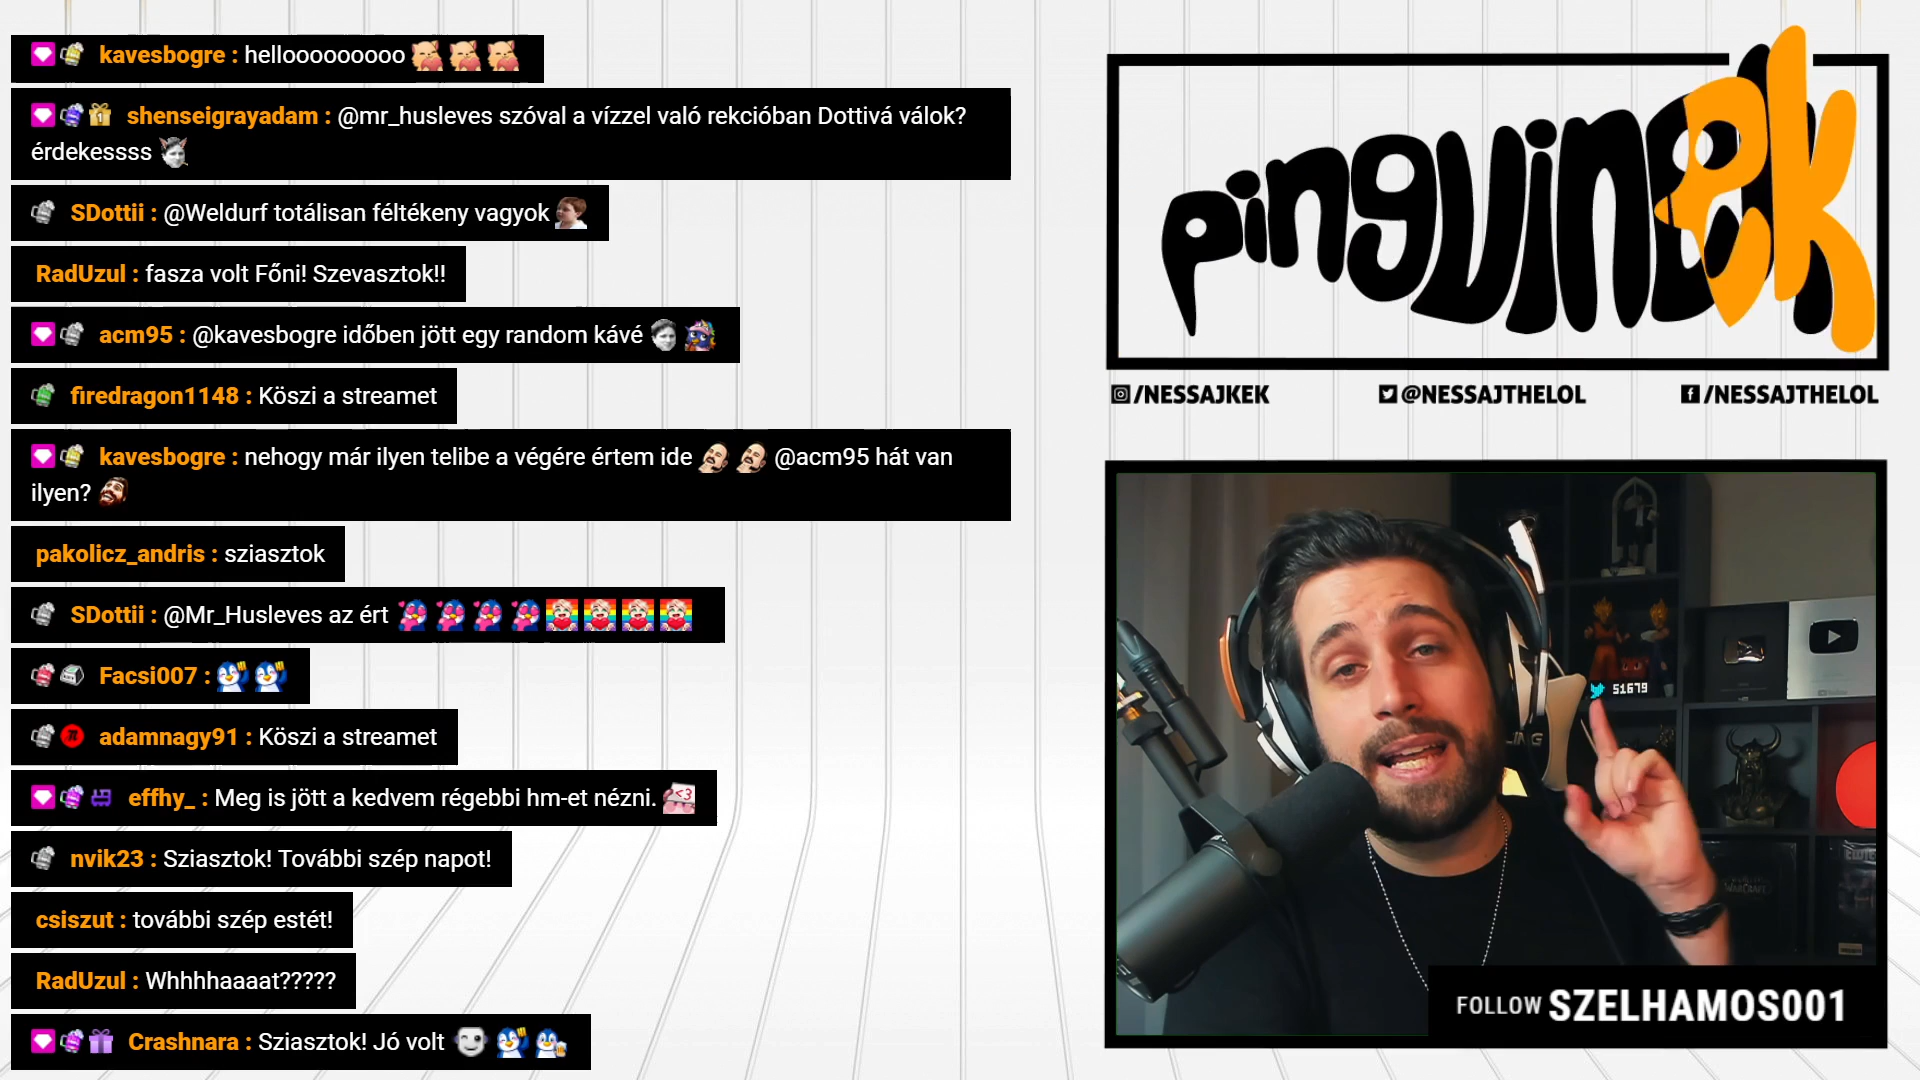 kavesbogre : hellooooooooo
shenseigrayadam : @mr_husleves szóval a vízzel való rekcióban Dottivá válok?
érdekessss
SDottii : @Weldurf totálisan féltékeny vagyok
RadUzul : fasza volt Főni! Szevasztok!!
acm95 : @kavesbogre időben jött egy random kávé
firedragon1148 : Köszi a streamet
kavesbogre : nehogy már ilyen telibe a végére értem ide @acm95 hát van
ilyen?
pakolicz_andris : sziasztok
SDottii : @Mr_Husleves az ért
Facsi007 :
adamnagy91 : Köszi a streamet
effhy_ : Meg is jött a kedvem régebbi hm-et nézni. <3
nvik23 : Sziasztok! További szép napot!
csiszut : további szép estét!
RadUzul : Whhhhaaaat?????
Crashnara : Sziasztok! Jó volt
pinguinek
/NESSAJKEK
@NESSAJTHELOL
/NESSAJTHELOL
51679
FOLLOW SZELHAMOS001